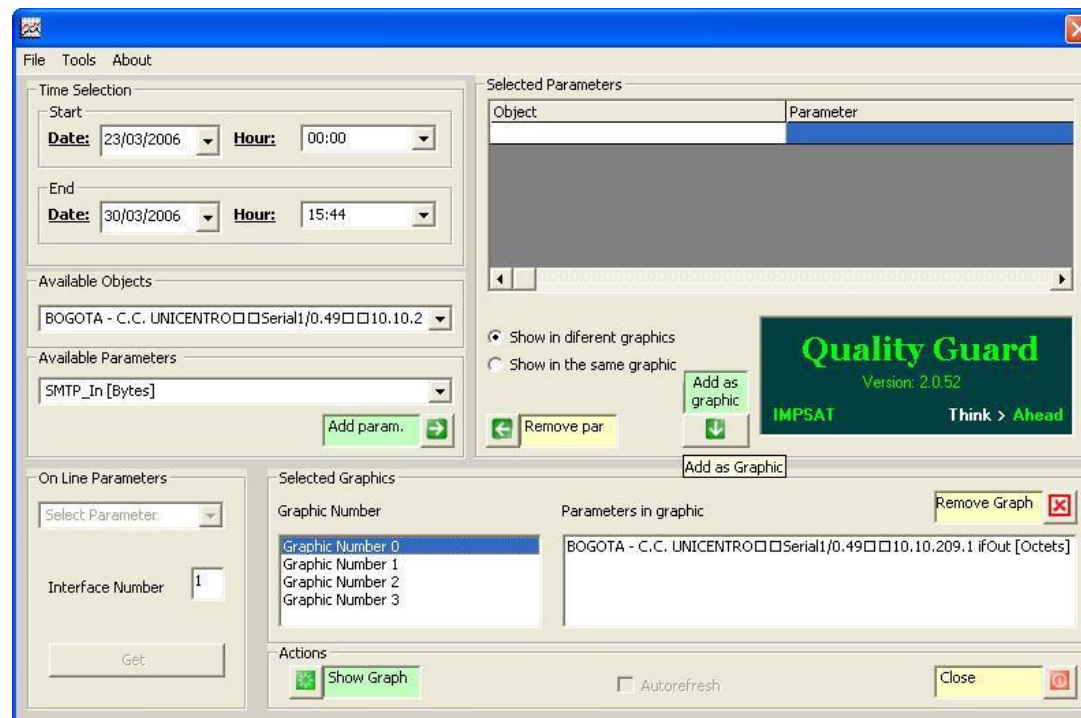 File Tools About
Time Selection
Start
Date: 23/03/2006 Hour: 00:00
End
Date: 30/03/2006 Hour: 15:44
Available Objects
BOGOTA - C.C. UNICENTRO□□Serial1/0.49□□10.10.2
Available Parameters
SMTP_In [Bytes]
Add param.
Selected Parameters
Object Parameter
Show in diferent graphics
Show in the same graphic
Add as
graphic
Remove par
Quality Guard
Version: 2.0.52
IMPSAT Think > Ahead
Add as Graphic
On Line Parameters
Select Parameter
Interface Number 1
Get
Selected Graphics
Graphic Number
Graphic Number 0
Graphic Number 1
Graphic Number 2
Graphic Number 3
Parameters in graphic
Remove Graph
BOGOTA - C.C. UNICENTRO□□Serial1/0.49□□10.10.209.1 ifOut [Octets]
Actions
Show Graph
Autorefresh
Close